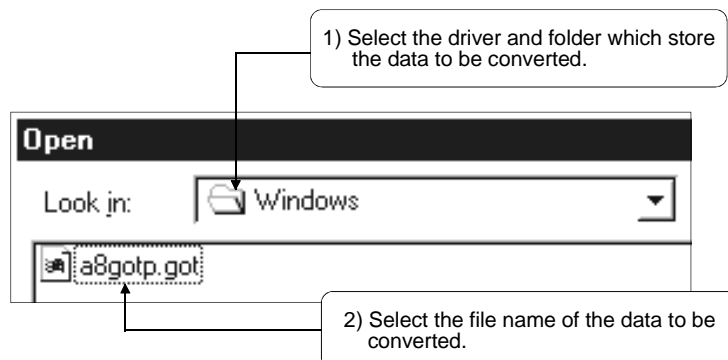 1) Select the driver and folder which store
the data to be converted.
Open
Look in:
Windows
a8gotp.got
2) Select the file name of the data to be
converted.